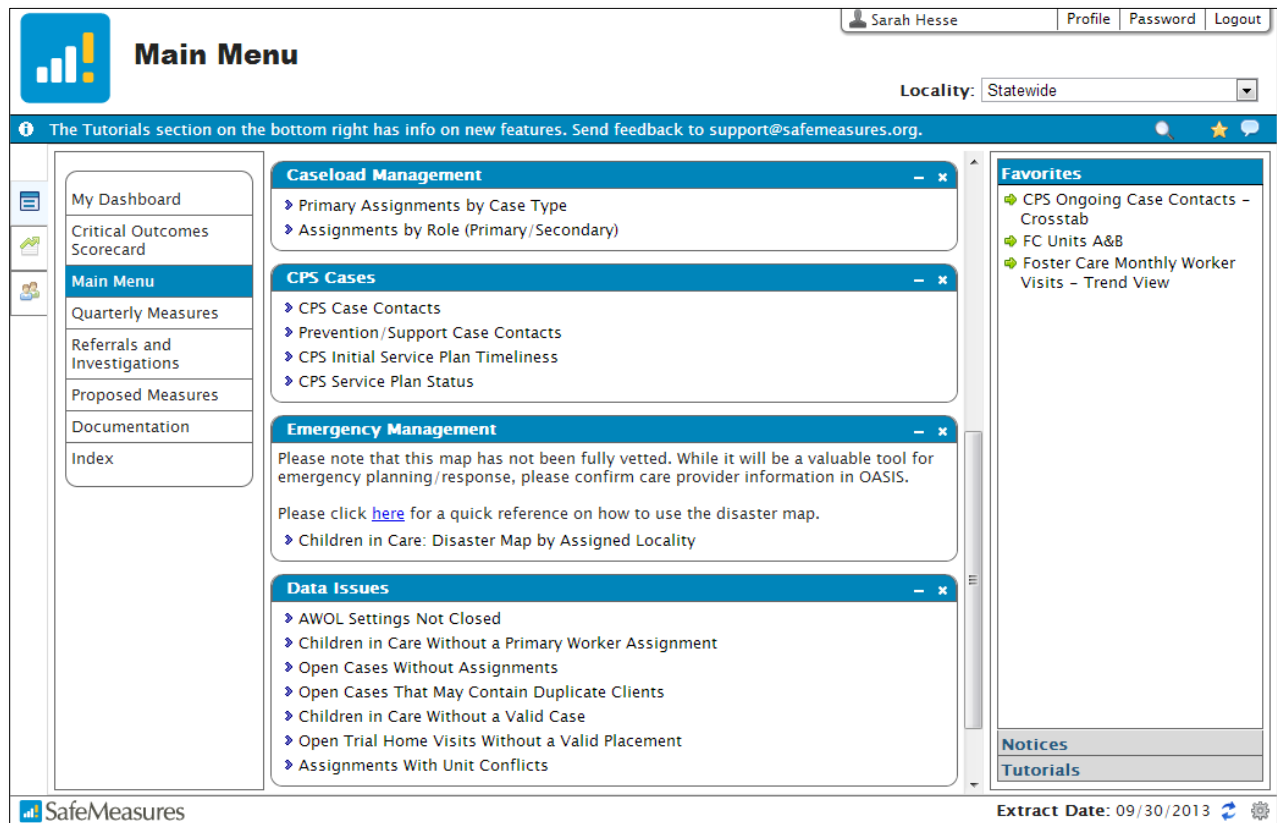 Sarah Hesse
Profile
Password
Logout
Main Menu
Locality:
Statewide
The Tutorials section on the bottom right has info on new features. Send feedback to support@safemeasures.org.
My Dashboard
Critical Outcomes
Scorecard
Main Menu
Quarterly Measures
Referrals and
Investigations
Proposed Measures
Documentation
Index
Caseload Management
Primary Assignments by Case Type
Assignments by Role (Primary/Secondary)
CPS Cases
CPS Case Contacts
Prevention/Support Case Contacts
CPS Initial Service Plan Timeliness
CPS Service Plan Status
Emergency Management
Please note that this map has not been fully vetted. While it will be a valuable tool for
emergency planning/response, please confirm care provider information in OASIS.
Please click here for a quick reference on how to use the disaster map.
Children in Care: Disaster Map by Assigned Locality
Data Issues
AWOL Settings Not Closed
Children in Care Without a Primary Worker Assignment
Open Cases Without Assignments
Open Cases That May Contain Duplicate Clients
Children in Care Without a Valid Case
Open Trial Home Visits Without a Valid Placement
Assignments With Unit Conflicts
Favorites
CPS Ongoing Case Contacts –
Crosstab
FC Units A&B
Foster Care Monthly Worker
Visits – Trend View
Notices
Tutorials
SafeMeasures
Extract Date: 09/30/2013